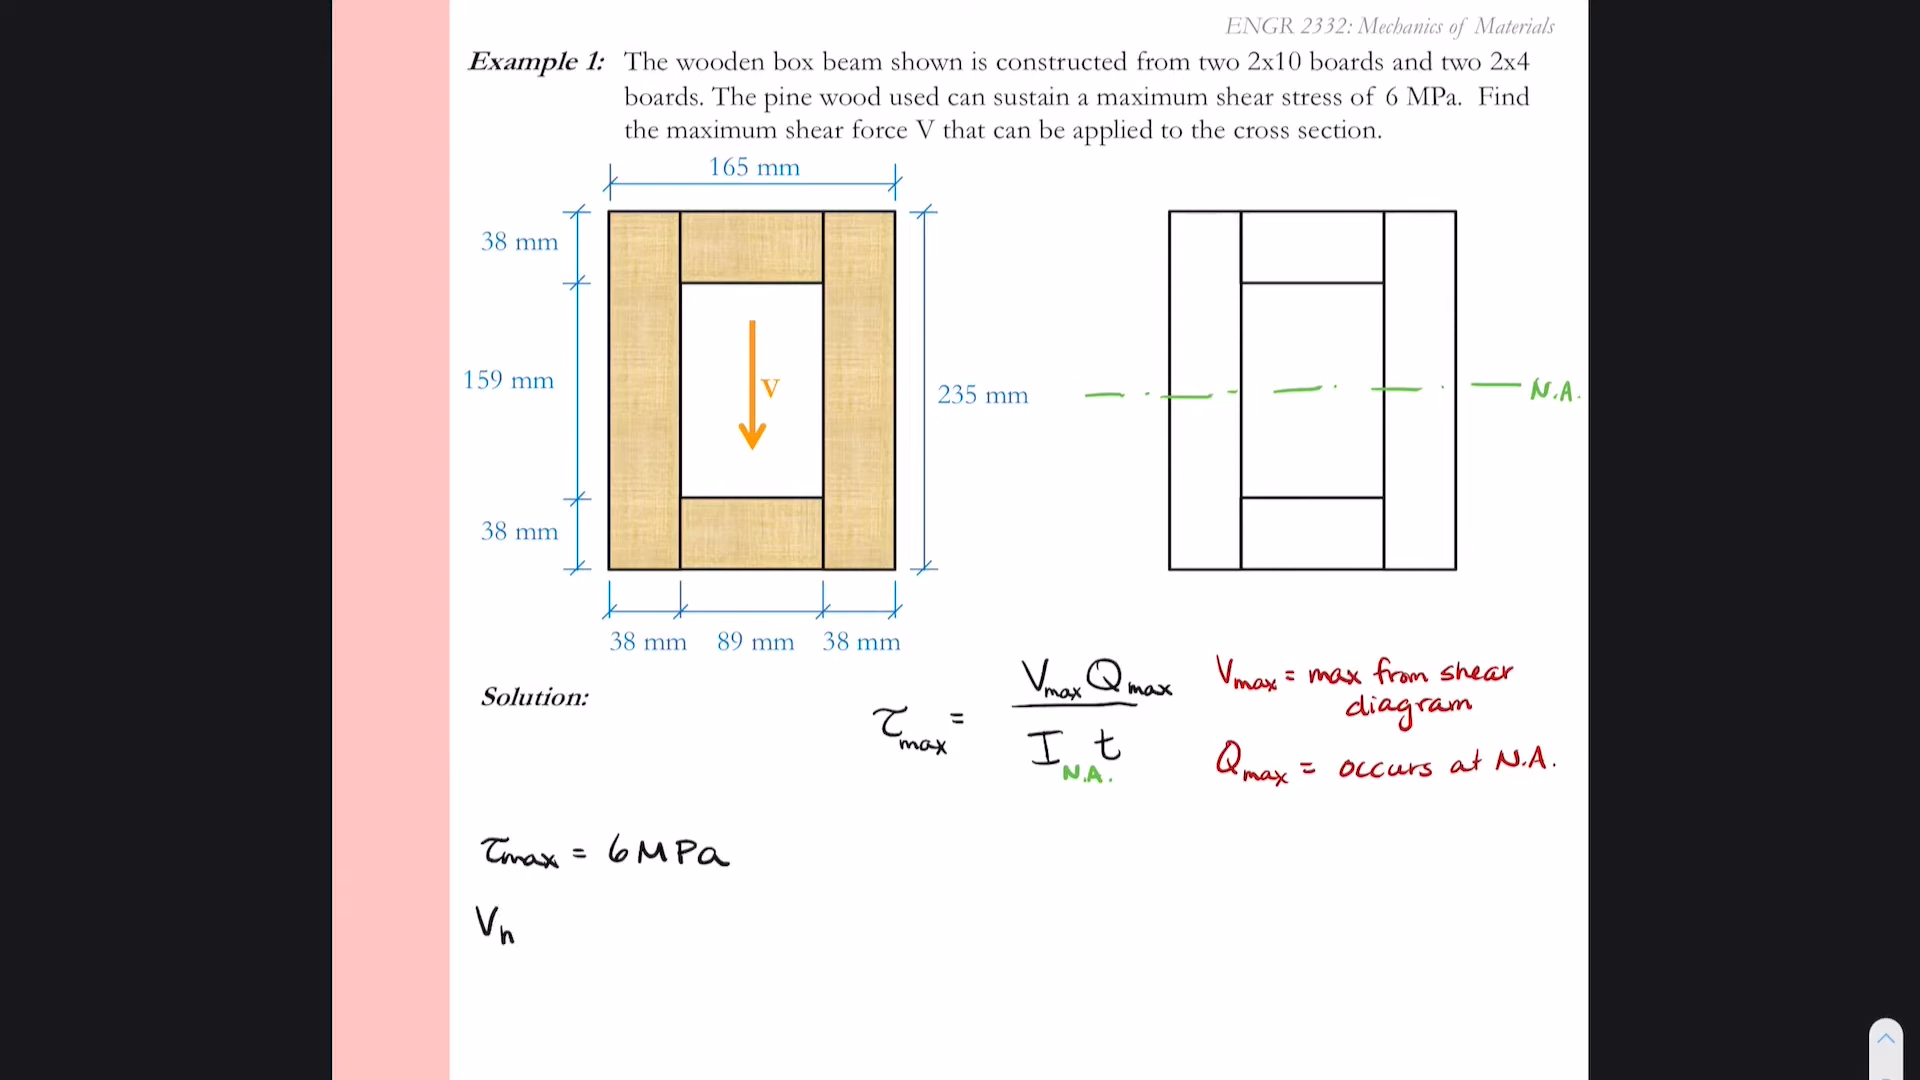 ENGR 2332: Mechanics of Materials
Example 1: The wooden box beam shown is constructed from two 2x10 boards and two 2x4
boards. The pine wood used can sustain a maximum shear stress of 6 MPa. Find
the maximum shear force V that can be applied to the cross section.
165 mm
38 mm
159 mm
V
235 mm
N.A.
38 mm
38 mm 89 mm 38 mm
Solution:
τmax = Vmax Qmax
I N.A. t
Vmax = max from shear
diagram
Qmax = occurs at N.A.
τmax = 6 MPa
Vh